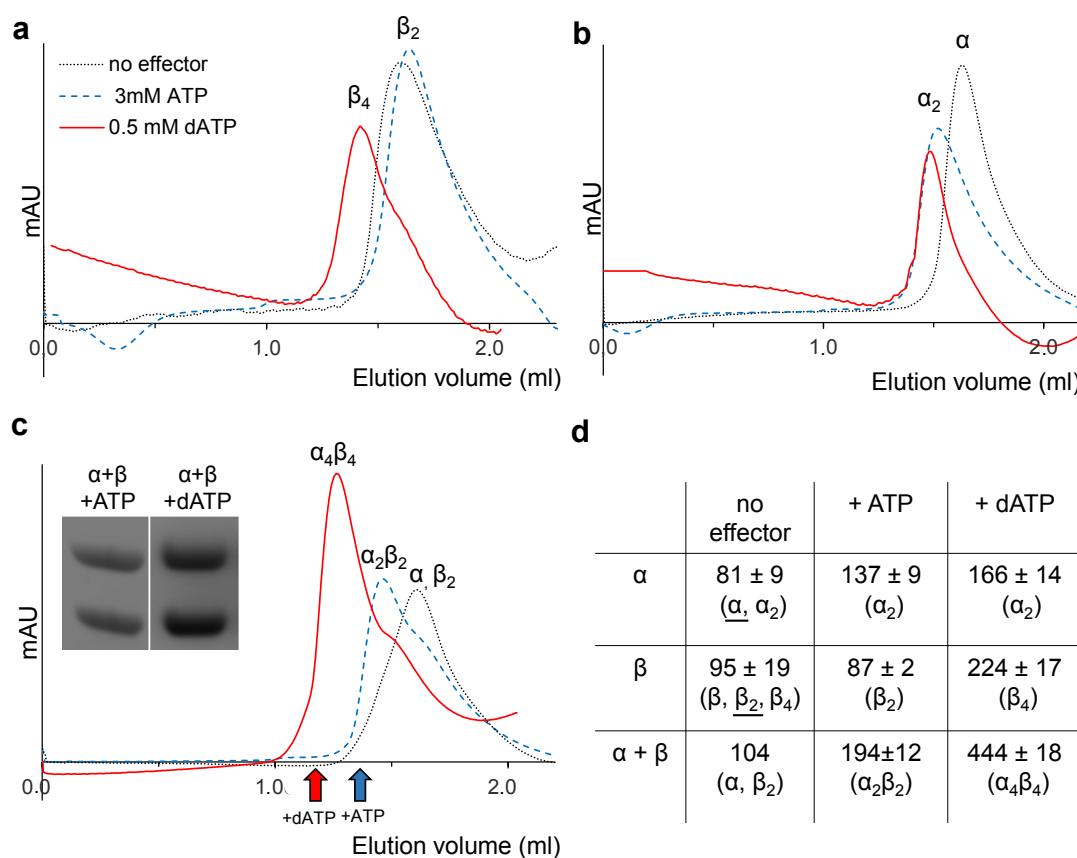 a
no effector
3mM ATP
0.5 mM dATP
β₄
β₂
mAU
0.0
1.0
2.0
Elution volume (ml)
b
α₂
α
mAU
0.0
1.0
2.0
Elution volume (ml)
c
α+β
+ATP
α+β
+dATP
α₄β₄
α₂β₂
α, β₂
mAU
0.0
1.0
2.0
+dATP
+ATP
Elution volume (ml)
d
no effector + ATP + dATP
α 81 ± 9 (α, α₂) 137 ± 9 (α₂) 166 ± 14 (α₂)
β 95 ± 19 (β, β₂, β₄) 87 ± 2 (β₂) 224 ± 17 (β₄)
α + β 104 (α, β₂) 194±12 (α₂β₂) 444 ± 18 (α₄β₄)